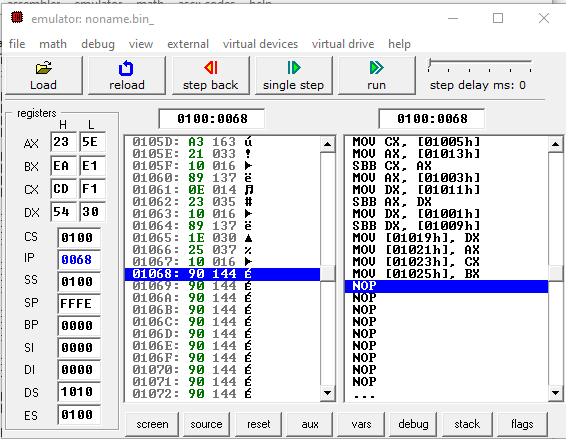 emulator: noname.bin_
file math debug view external virtual devices virtual drive help
Load reload step back single step run step delay ms: 0
registers
H L
AX 23 5E
BX EA E1
CX CD F1
DX 54 30
CS 0100
IP 0068
SS 0100
SP FFFE
BP 0000
SI 0000
DI 0000
DS 1010
ES 0100
0100:0068
0105D: A3 163 ú
0105E: 21 033 !
0105F: 10 016 ►
01060: 89 137 ë
01061: 0E 014 ♫
01062: 23 035 #
01063: 10 016 ►
01064: 89 137 ë
01065: 1E 030 ▲
01066: 25 037 %
01067: 10 016 ►
01068: 90 144 É
01069: 90 144 É
0106A: 90 144 É
0106B: 90 144 É
0106C: 90 144 É
0106D: 90 144 É
0106E: 90 144 É
0106F: 90 144 É
01070: 90 144 É
01071: 90 144 É
01072: 90 144 É
0100:0068
MOV CX, [01005h]
MOV AX, [01013h]
SBB CX, AX
MOV AX, [01003h]
MOV DX, [01011h]
SBB AX, DX
MOV DX, [01001h]
SBB DX, [01009h]
MOV [01019h], DX
MOV [01021h], AX
MOV [01023h], CX
MOV [01025h], BX
NOP
NOP
NOP
NOP
NOP
NOP
NOP
NOP
NOP
...
screen source reset aux vars debug stack flags